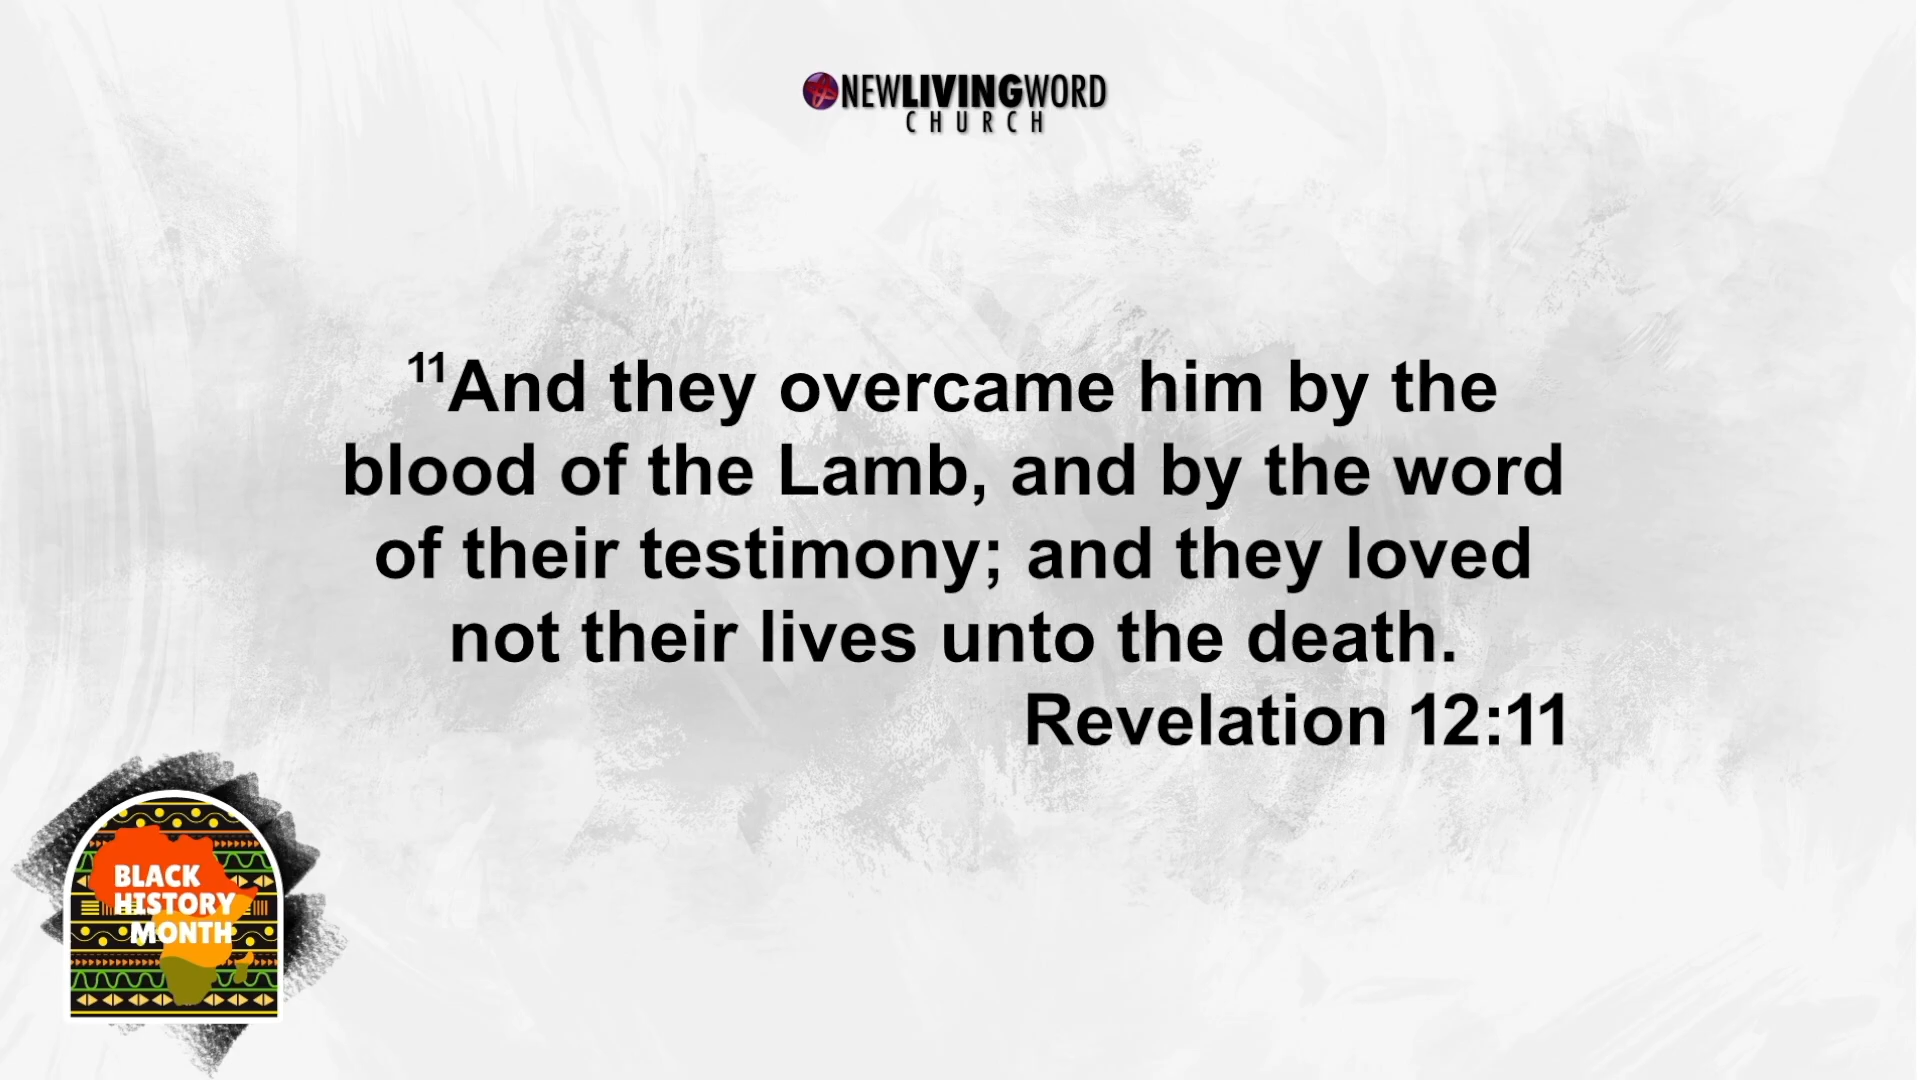 NEWLIVINGWORD
CHURCH
11And they overcame him by the
blood of the Lamb, and by the word
of their testimony; and they loved
not their lives unto the death.
Revelation 12:11
BLACK
HISTORY
MONTH